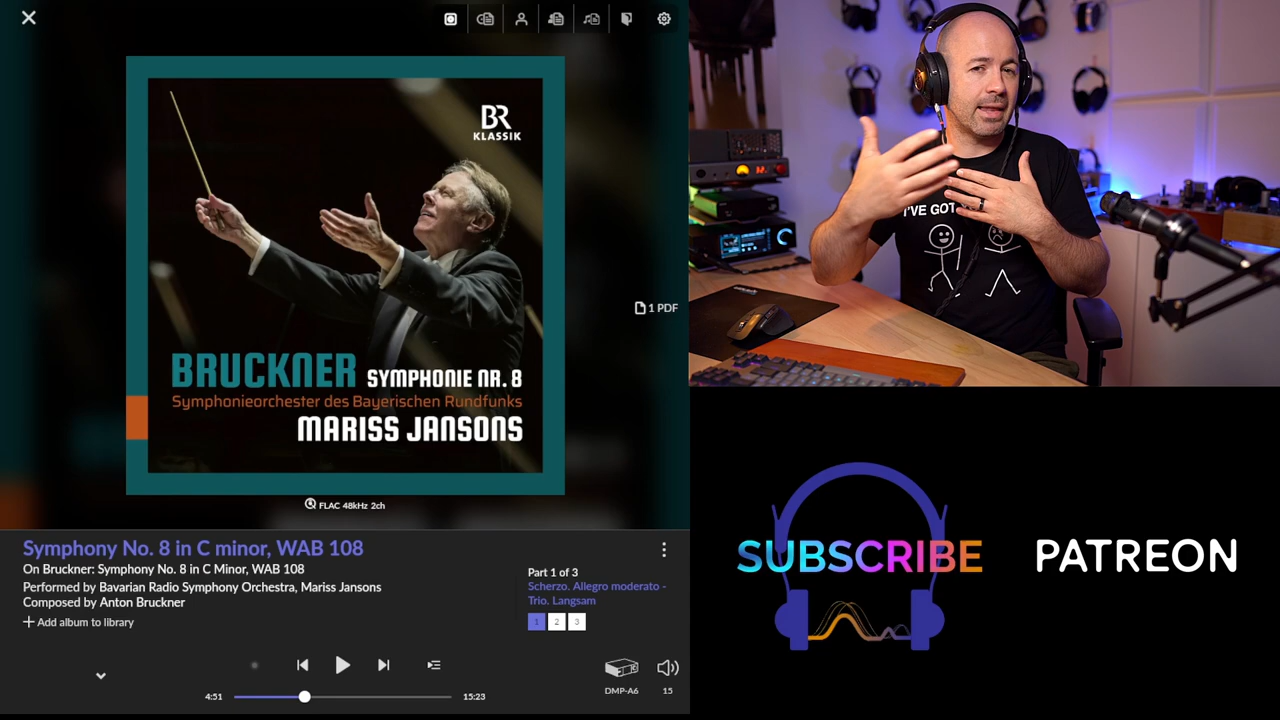 BR
KLASSIK
BRUCKNER SYMPHONIE NR. 8
Symphonieorchester des Bayerischen Rundfunks
MARISS JANSONS
1 PDF
FLAC 48kHz 2ch
Symphony No. 8 in C minor, WAB 108
On Bruckner: Symphony No. 8 in C Minor, WAB 108
Performed by Bavarian Radio Symphony Orchestra, Mariss Jansons
Composed by Anton Bruckner
Add album to library
Part 1 of 3
Scherzo. Allegro moderato -
Trio. Langsam
1 2 3
4:51
15:23
DMP-A6
15
I'VE GOT
SUBSCRIBE
PATREON